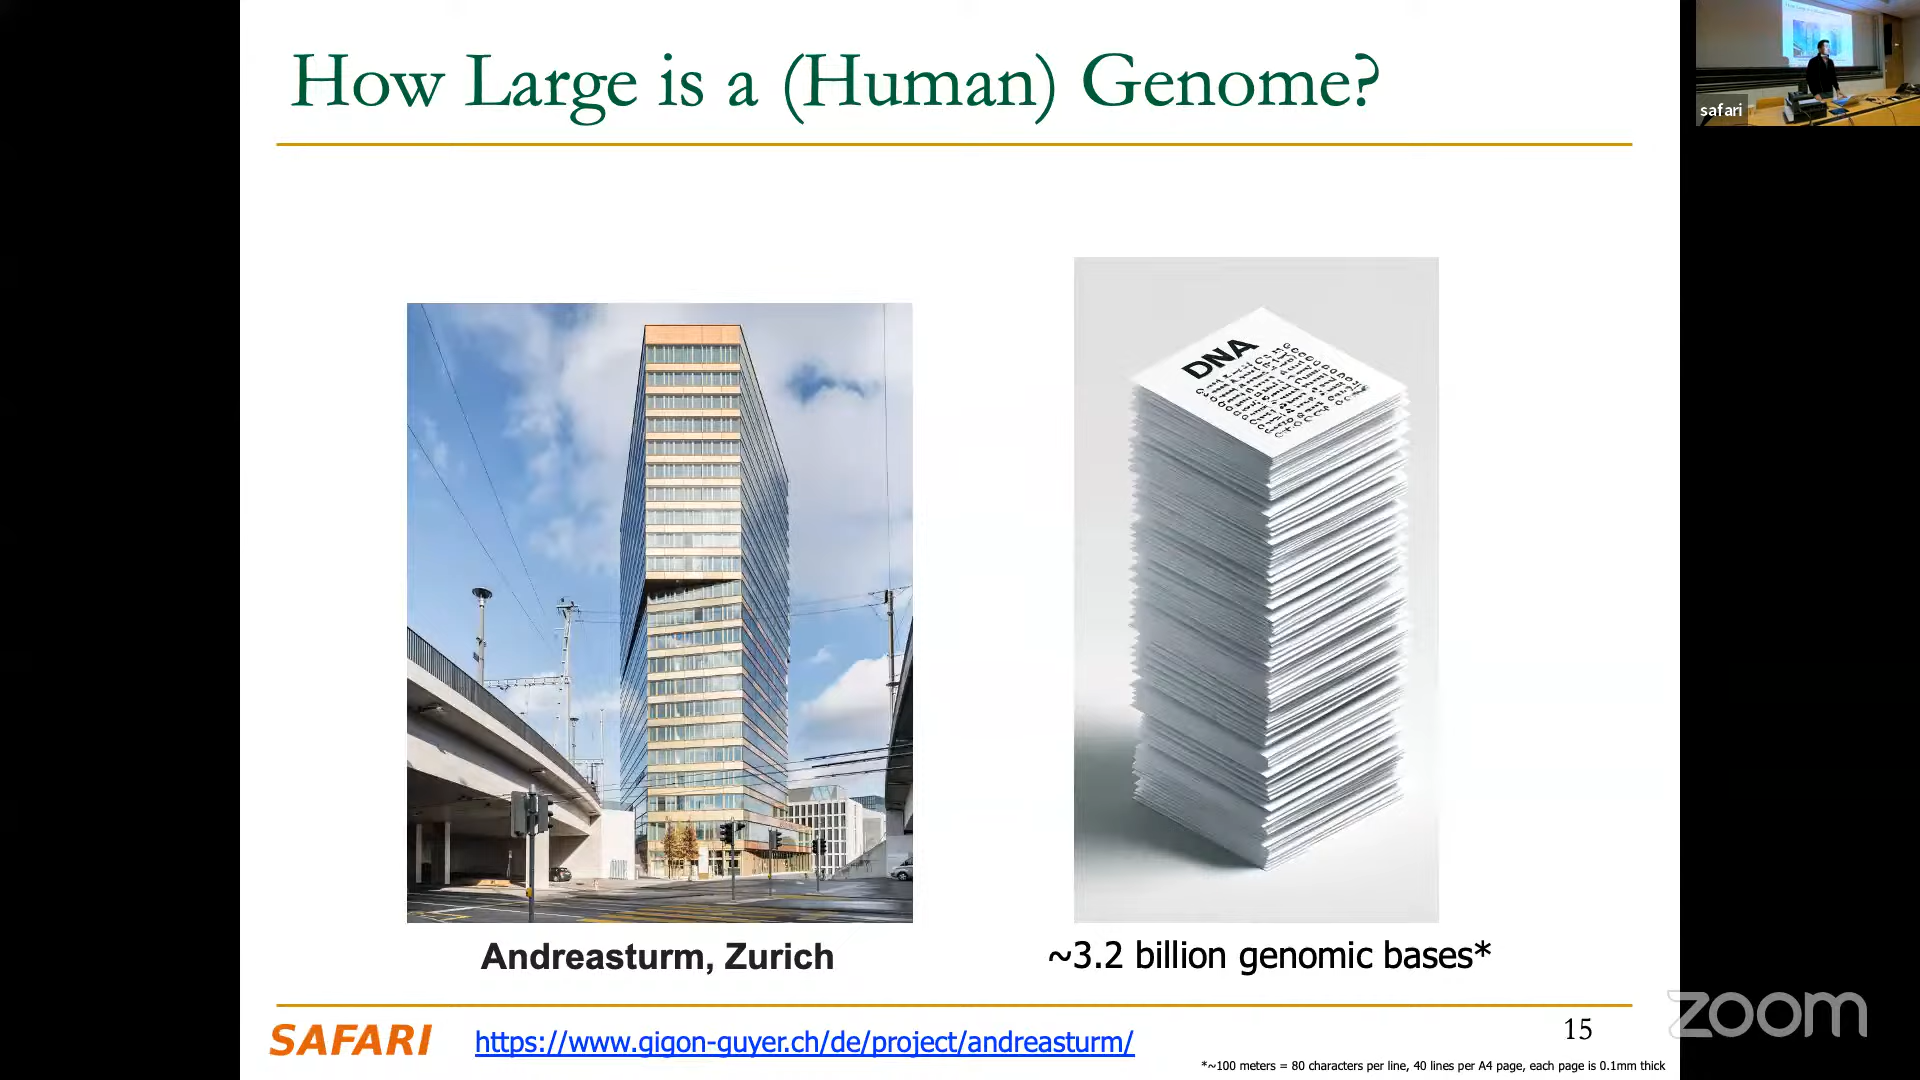 How Large is a (Human) Genome?
safari
DNA
Andreasturm, Zurich
~3.2 billion genomic bases*
SAFARI
https://www.gigon-guyer.ch/de/project/andreasturm/
15
zoom
*~100 meters = 80 characters per line, 40 lines per A4 page, each page is 0.1mm thick